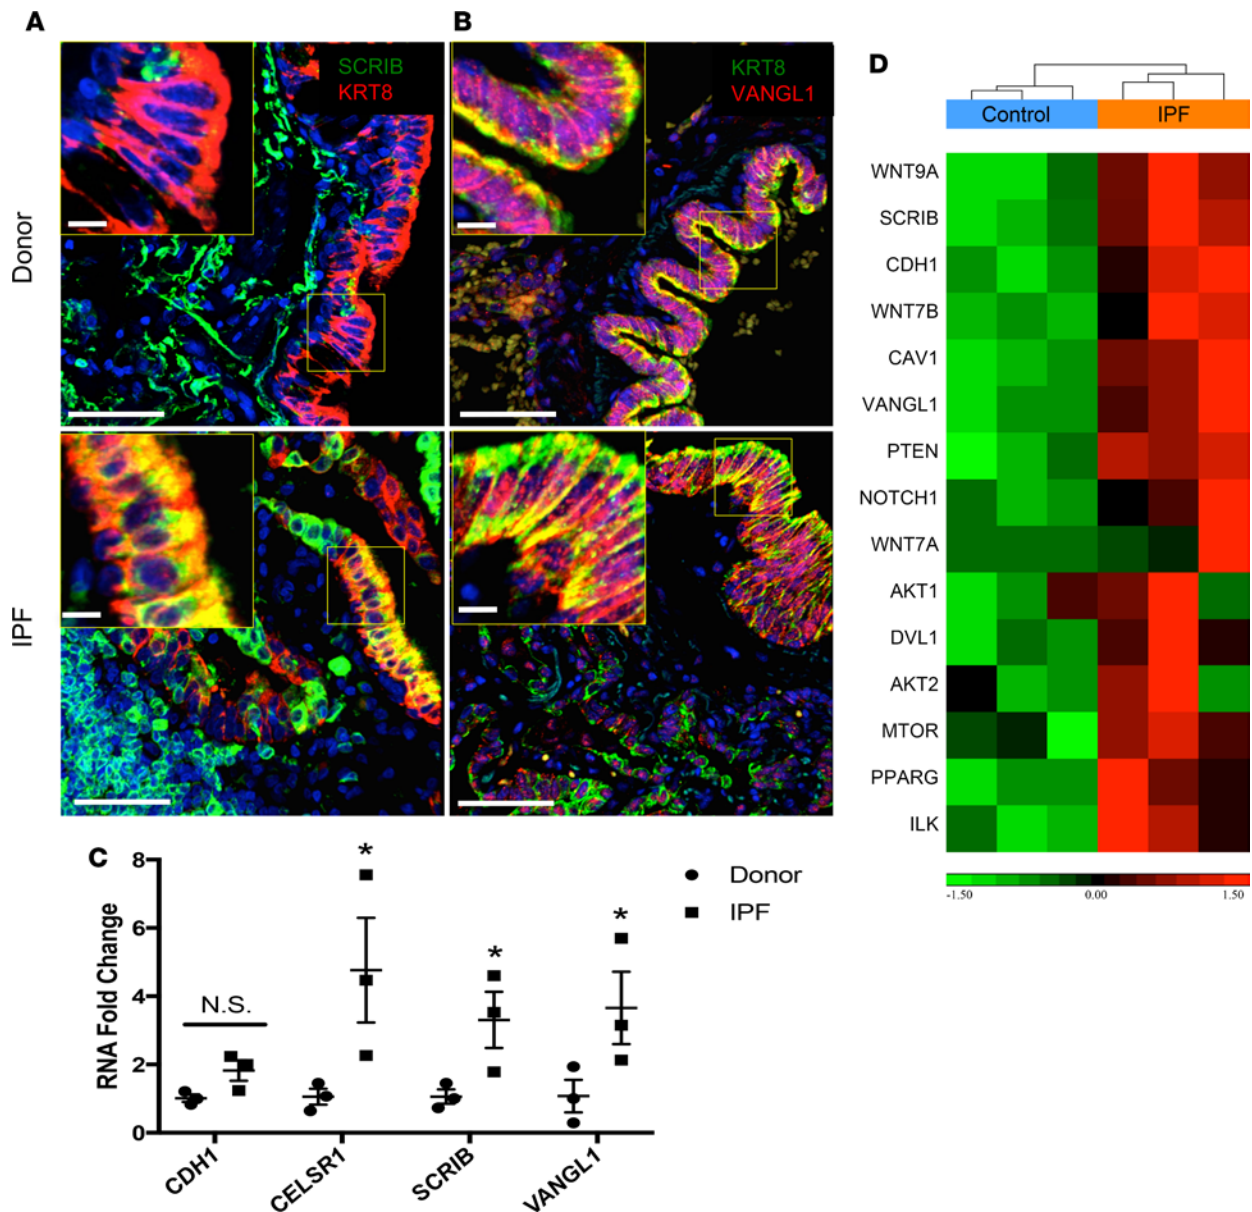 A
B
SCRIB
KRT8
KRT8
VANGL1
Donor
IPF
C
RNA Fold Change
8
6
4
2
0
N.S.
*
*
*
Donor
IPF
CDH1
CELSR1
SCRIB
VANGL1
D
Control
IPF
WNT9A
SCRIB
CDH1
WNT7B
CAV1
VANGL1
PTEN
NOTCH1
WNT7A
AKT1
DVL1
AKT2
MTOR
PPARG
ILK
-1.50 0.00 1.50